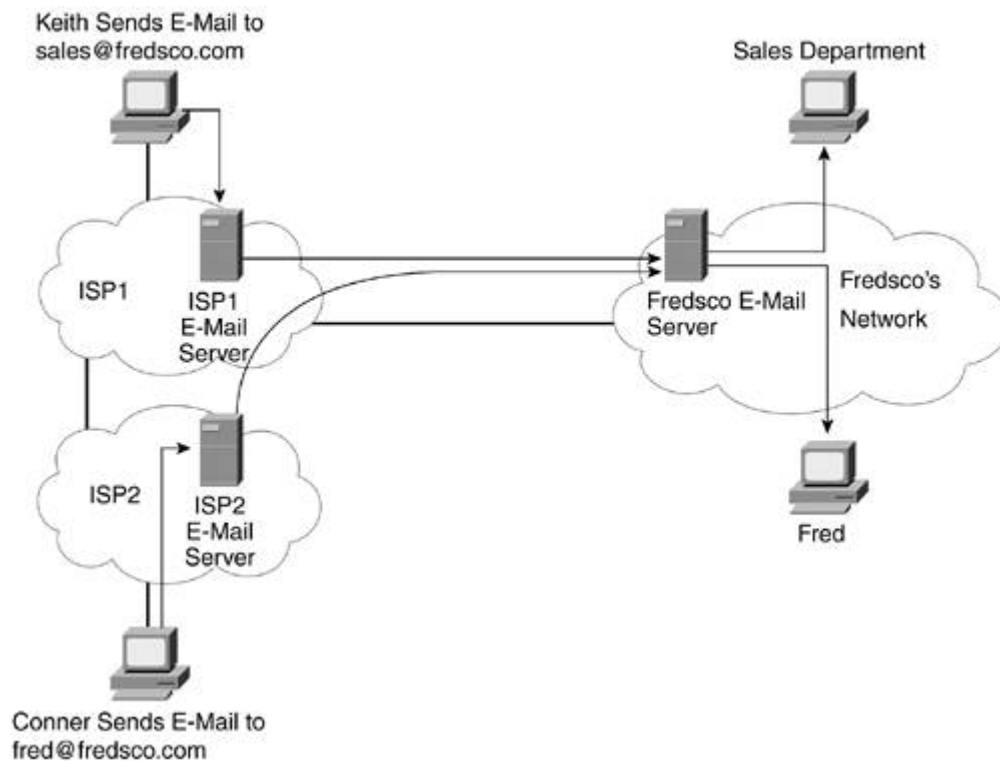 Keith Sends E-Mail to
sales@fredsco.com
Sales Department
ISP1
ISP1
E-Mail
Server
Fredsco E-Mail
Server
Fredsco's
Network
ISP2
ISP2
E-Mail
Server
Fred
Conner Sends E-Mail to
fred@fredsco.com